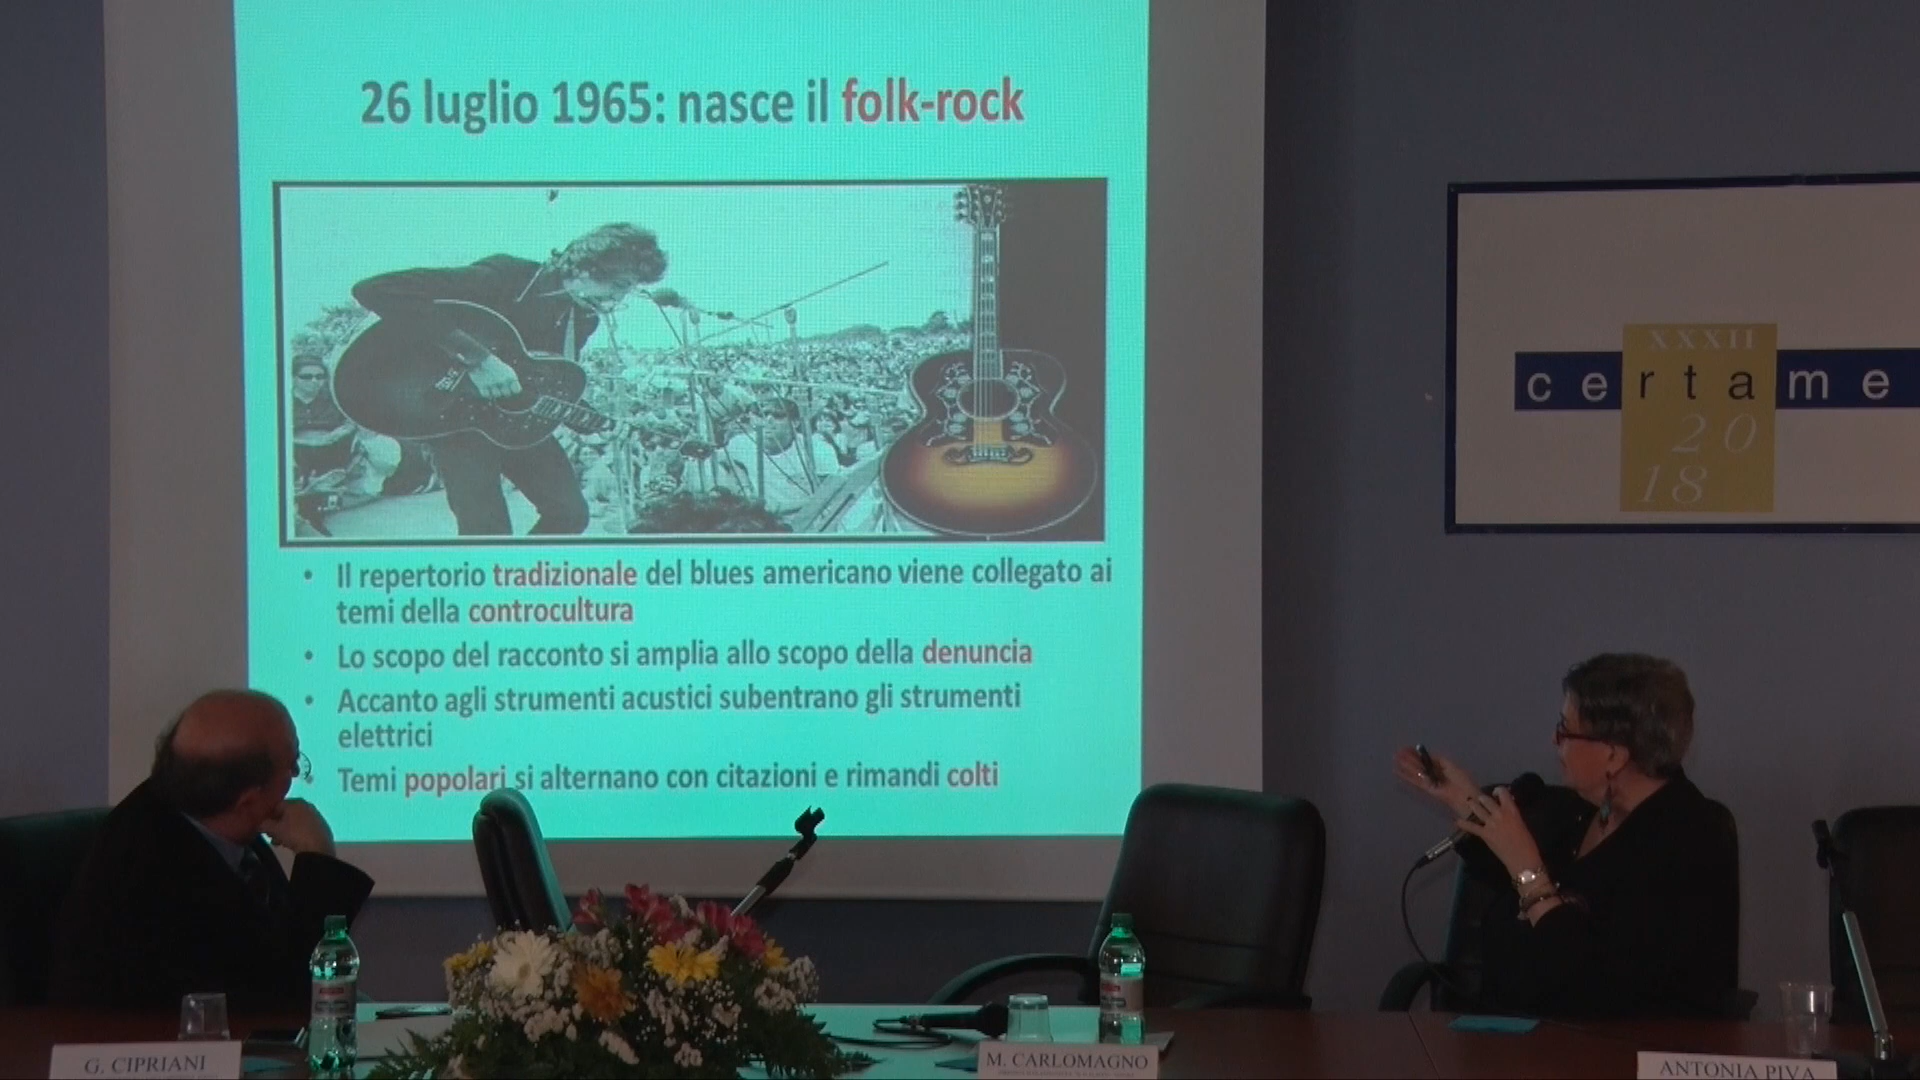 26 luglio 1965: nasce il folk-rock
• Il repertorio tradizionale del blues americano viene collegato ai
temi della controcultura
• Lo scopo del racconto si amplia allo scopo della denuncia
• Accanto agli strumenti acustici subentrano gli strumenti
elettrici
• Temi popolari si alternano con citazioni e rimandi colti
XXXII
certame
20
18
G. CIPRIANI
M. CARLOMAGNO
ANTONIA PIVA